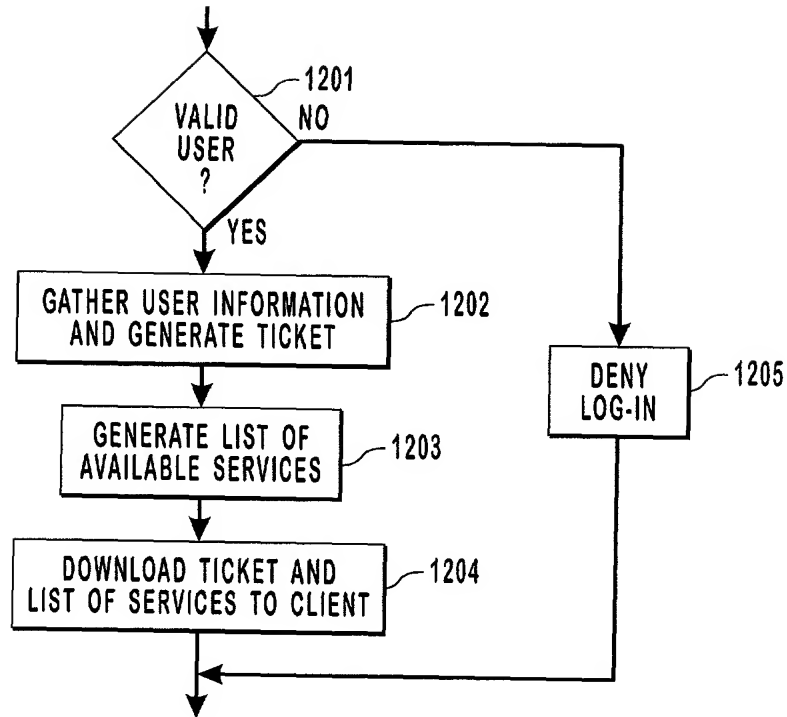 1201
VALID
USER
?
NO
YES
GATHER USER INFORMATION
AND GENERATE TICKET
1202
DENY
LOG-IN
1205
GENERATE LIST OF
AVAILABLE SERVICES
1203
DOWNLOAD TICKET AND
LIST OF SERVICES TO CLIENT
1204